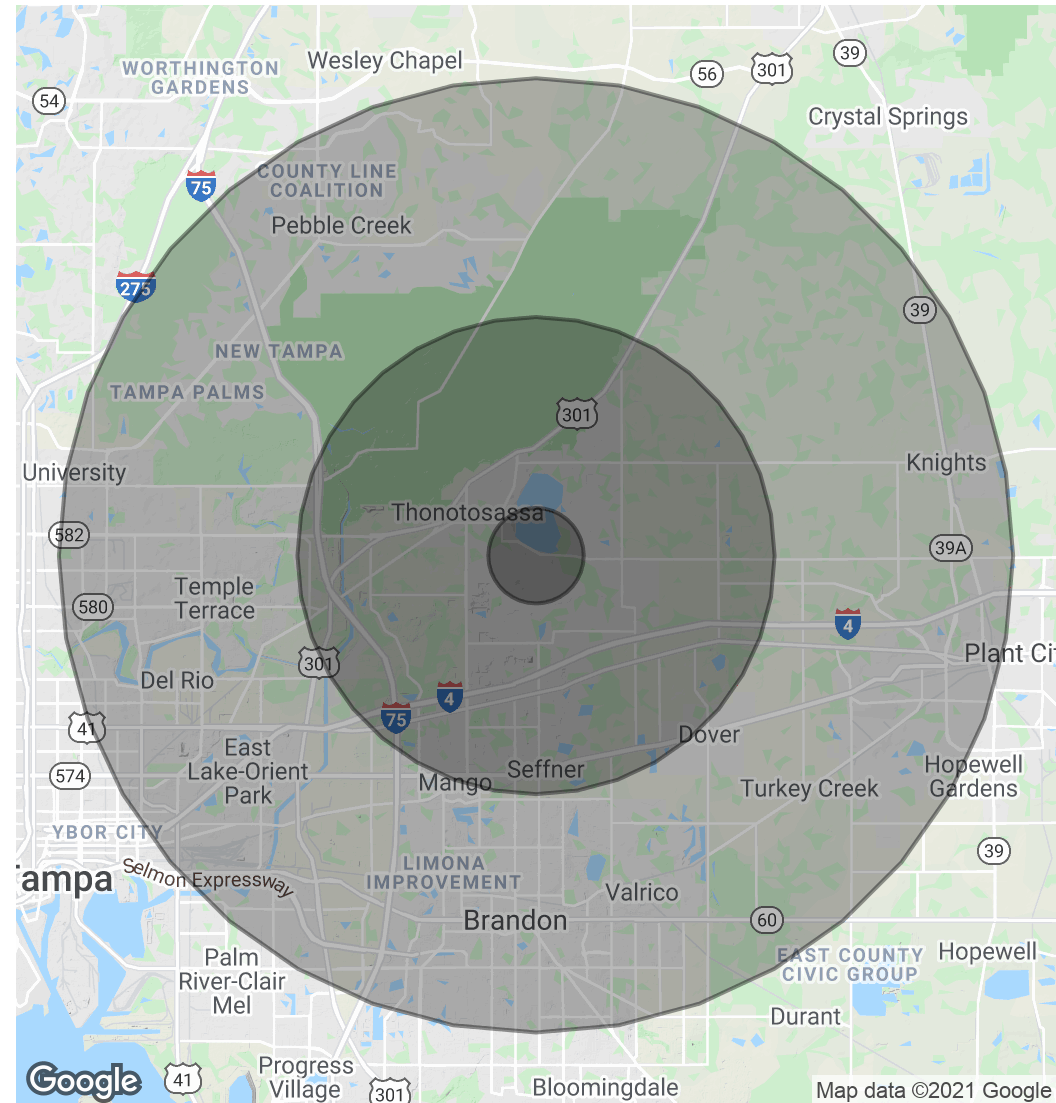 Wesley Chapel
WORTHINGTON
GARDENS
39
56
301
54
Crystal Springs
COUNTY LINE
COALITION
75
Pebble Creek
275
39
NEW TAMPA
TAMPA PALMS
301
University
Knights
Thonotosassa
582
39A
Temple
Terrace
580
4
301
Plant Cit
Del Rio
4
75
41
Dover
East
Lake-Orient
Park
574
Seffner
Mango
Hopewell
Gardens
Turkey Creek
YBOR CITY
39
LIMONA
IMPROVEMENT
Selmon Expressway
Tampa
Valrico
Brandon
60
Palm
River-Clair
Mel
EAST COUNTY
CIVIC GROUP
Hopewell
Durant
Google
41
Progress
Village
301
Bloomingdale
Map data ©2021 Google